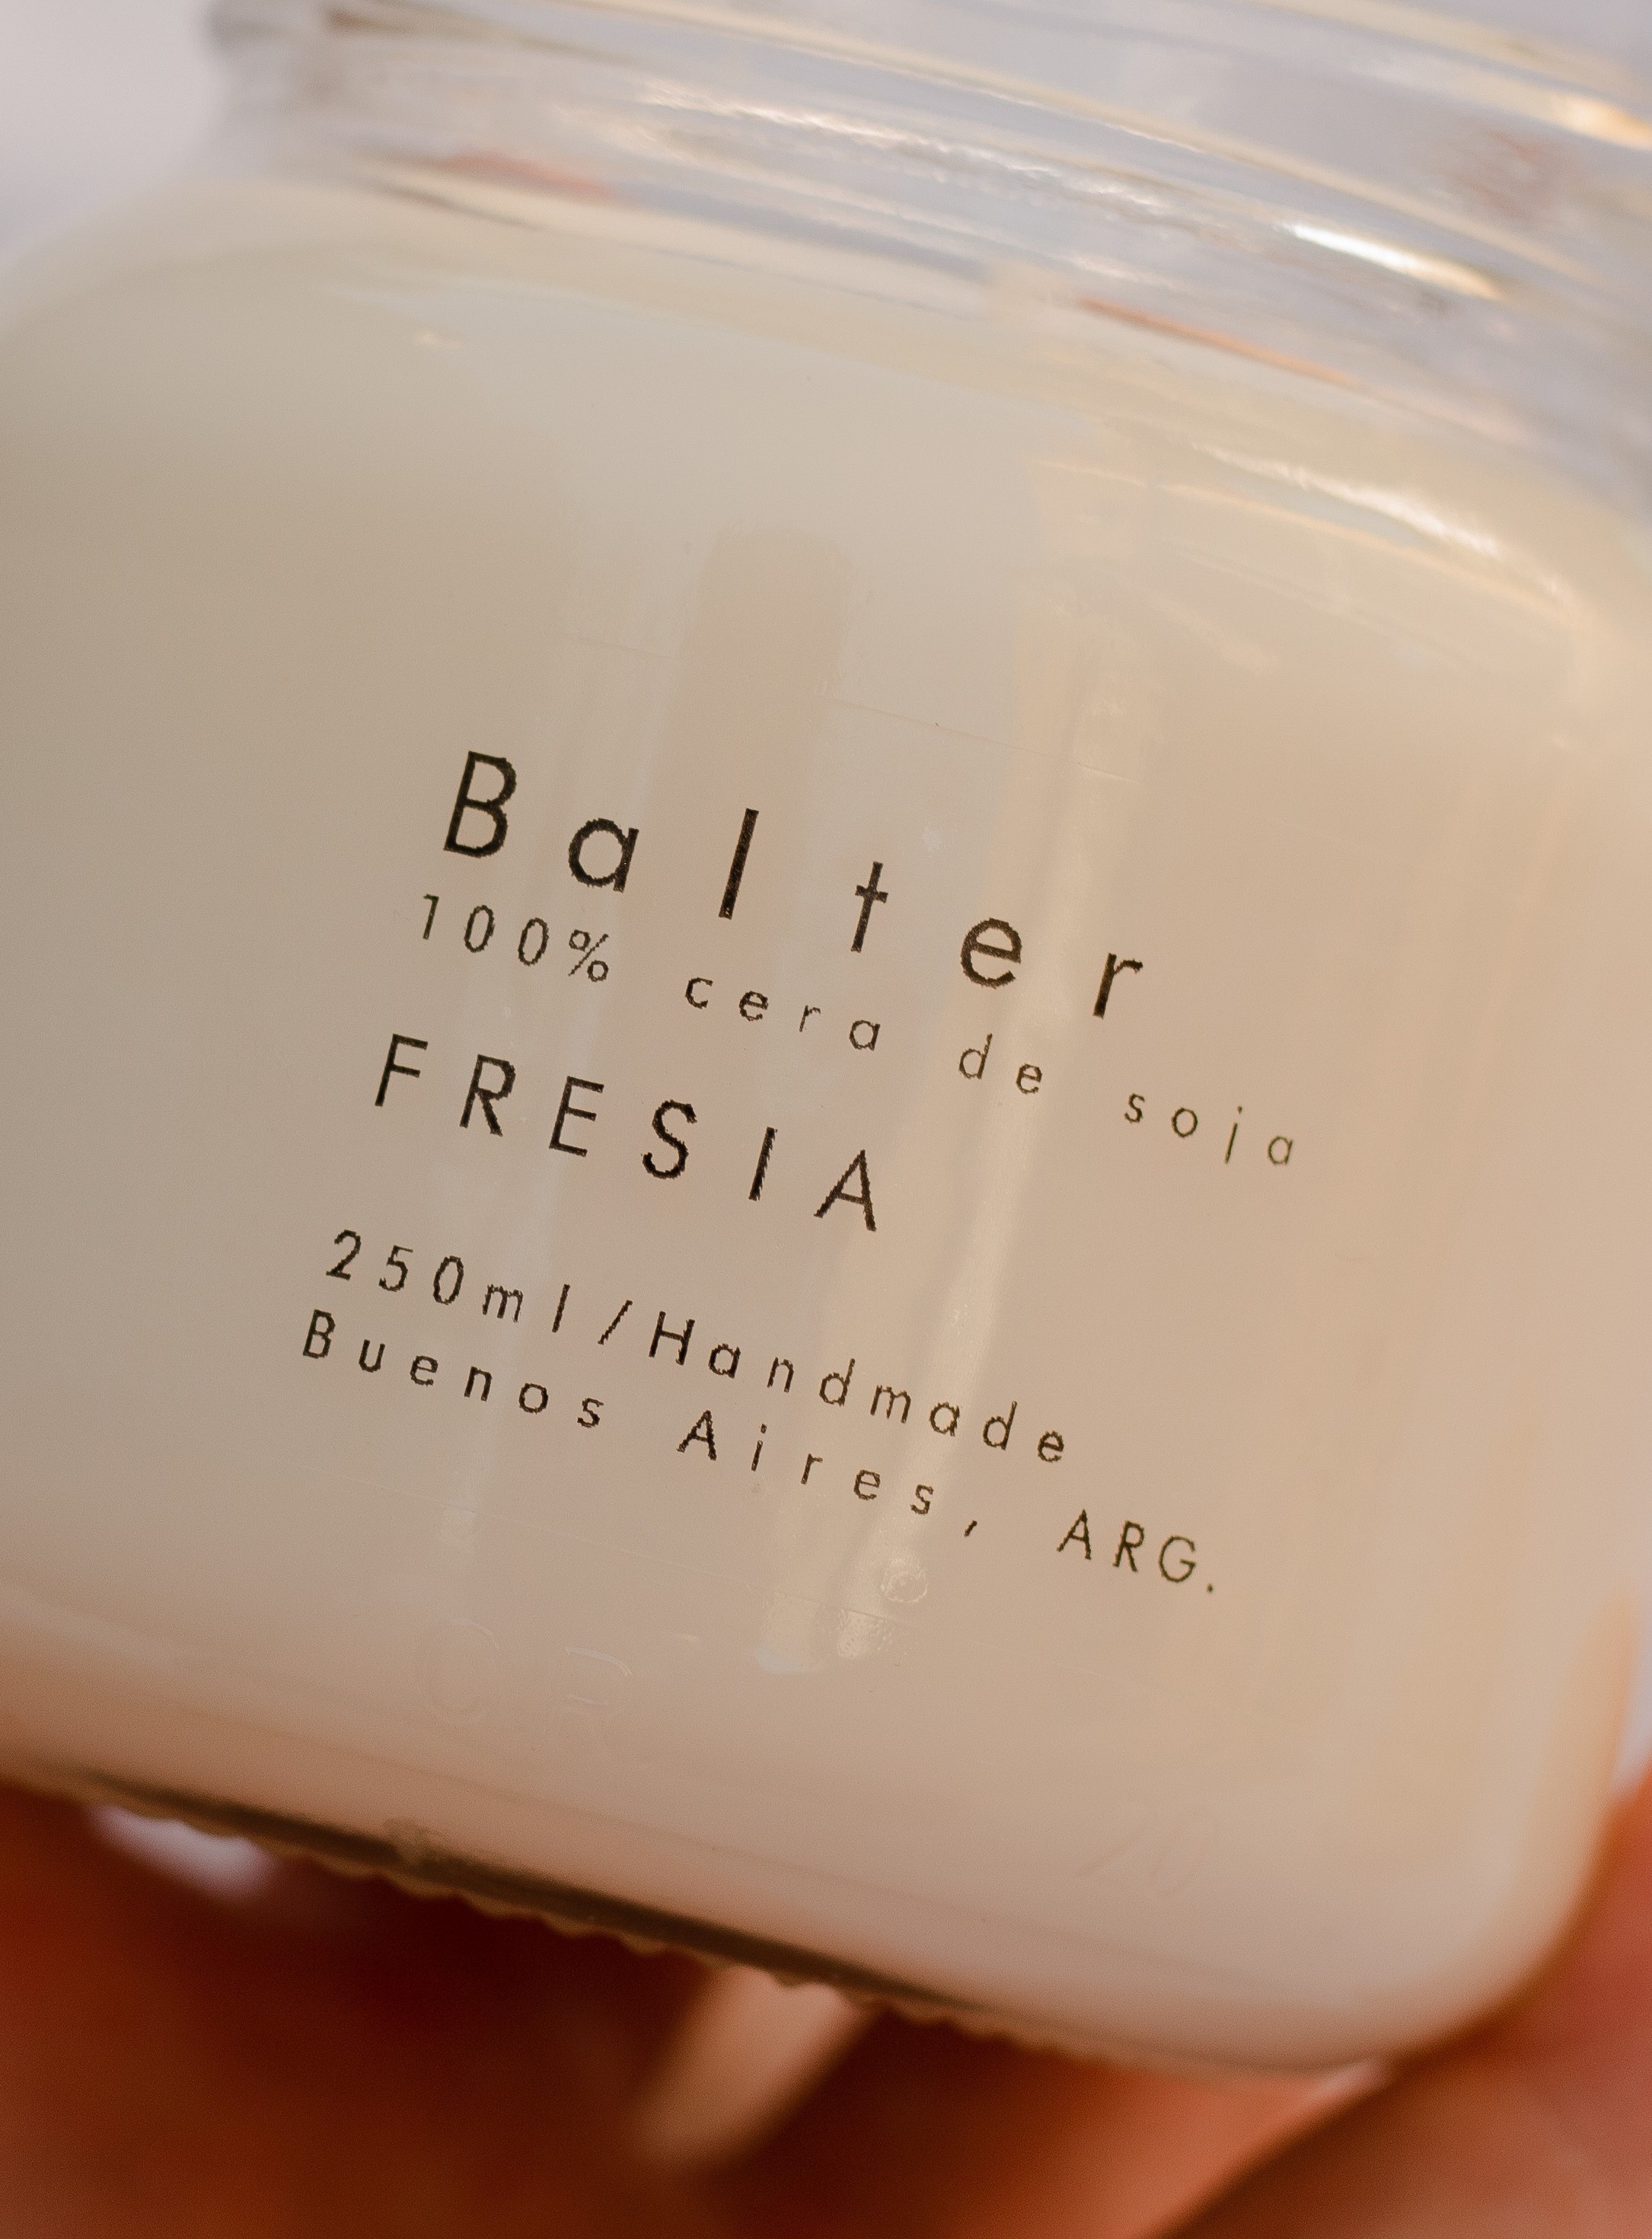 Balter
100% cera de soja
FRESIA
250ml/Handmade
Buenos Aires, ARG.